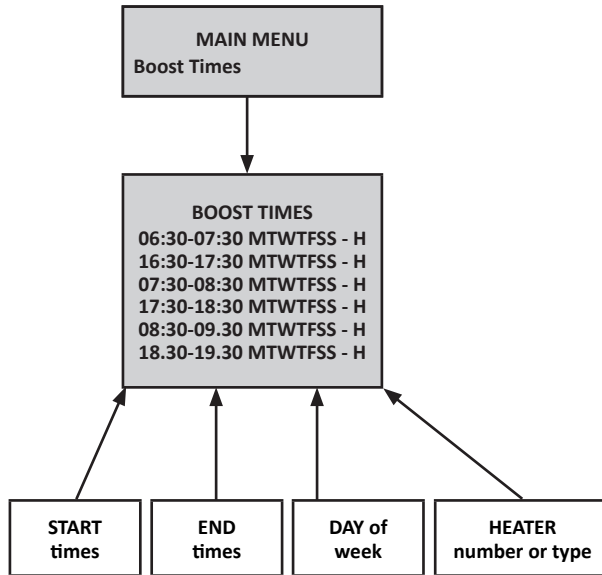 MAIN MENU
Boost Times
BOOST TIMES
06:30-07:30 MTWTFSS - H
16:30-17:30 MTWTFSS - H
07:30-08:30 MTWTFSS - H
17:30-18:30 MTWTFSS - H
08:30-09.30 MTWTFSS - H
18.30-19.30 MTWTFSS - H
START
times
END
times
DAY of
week
HEATER
number or type